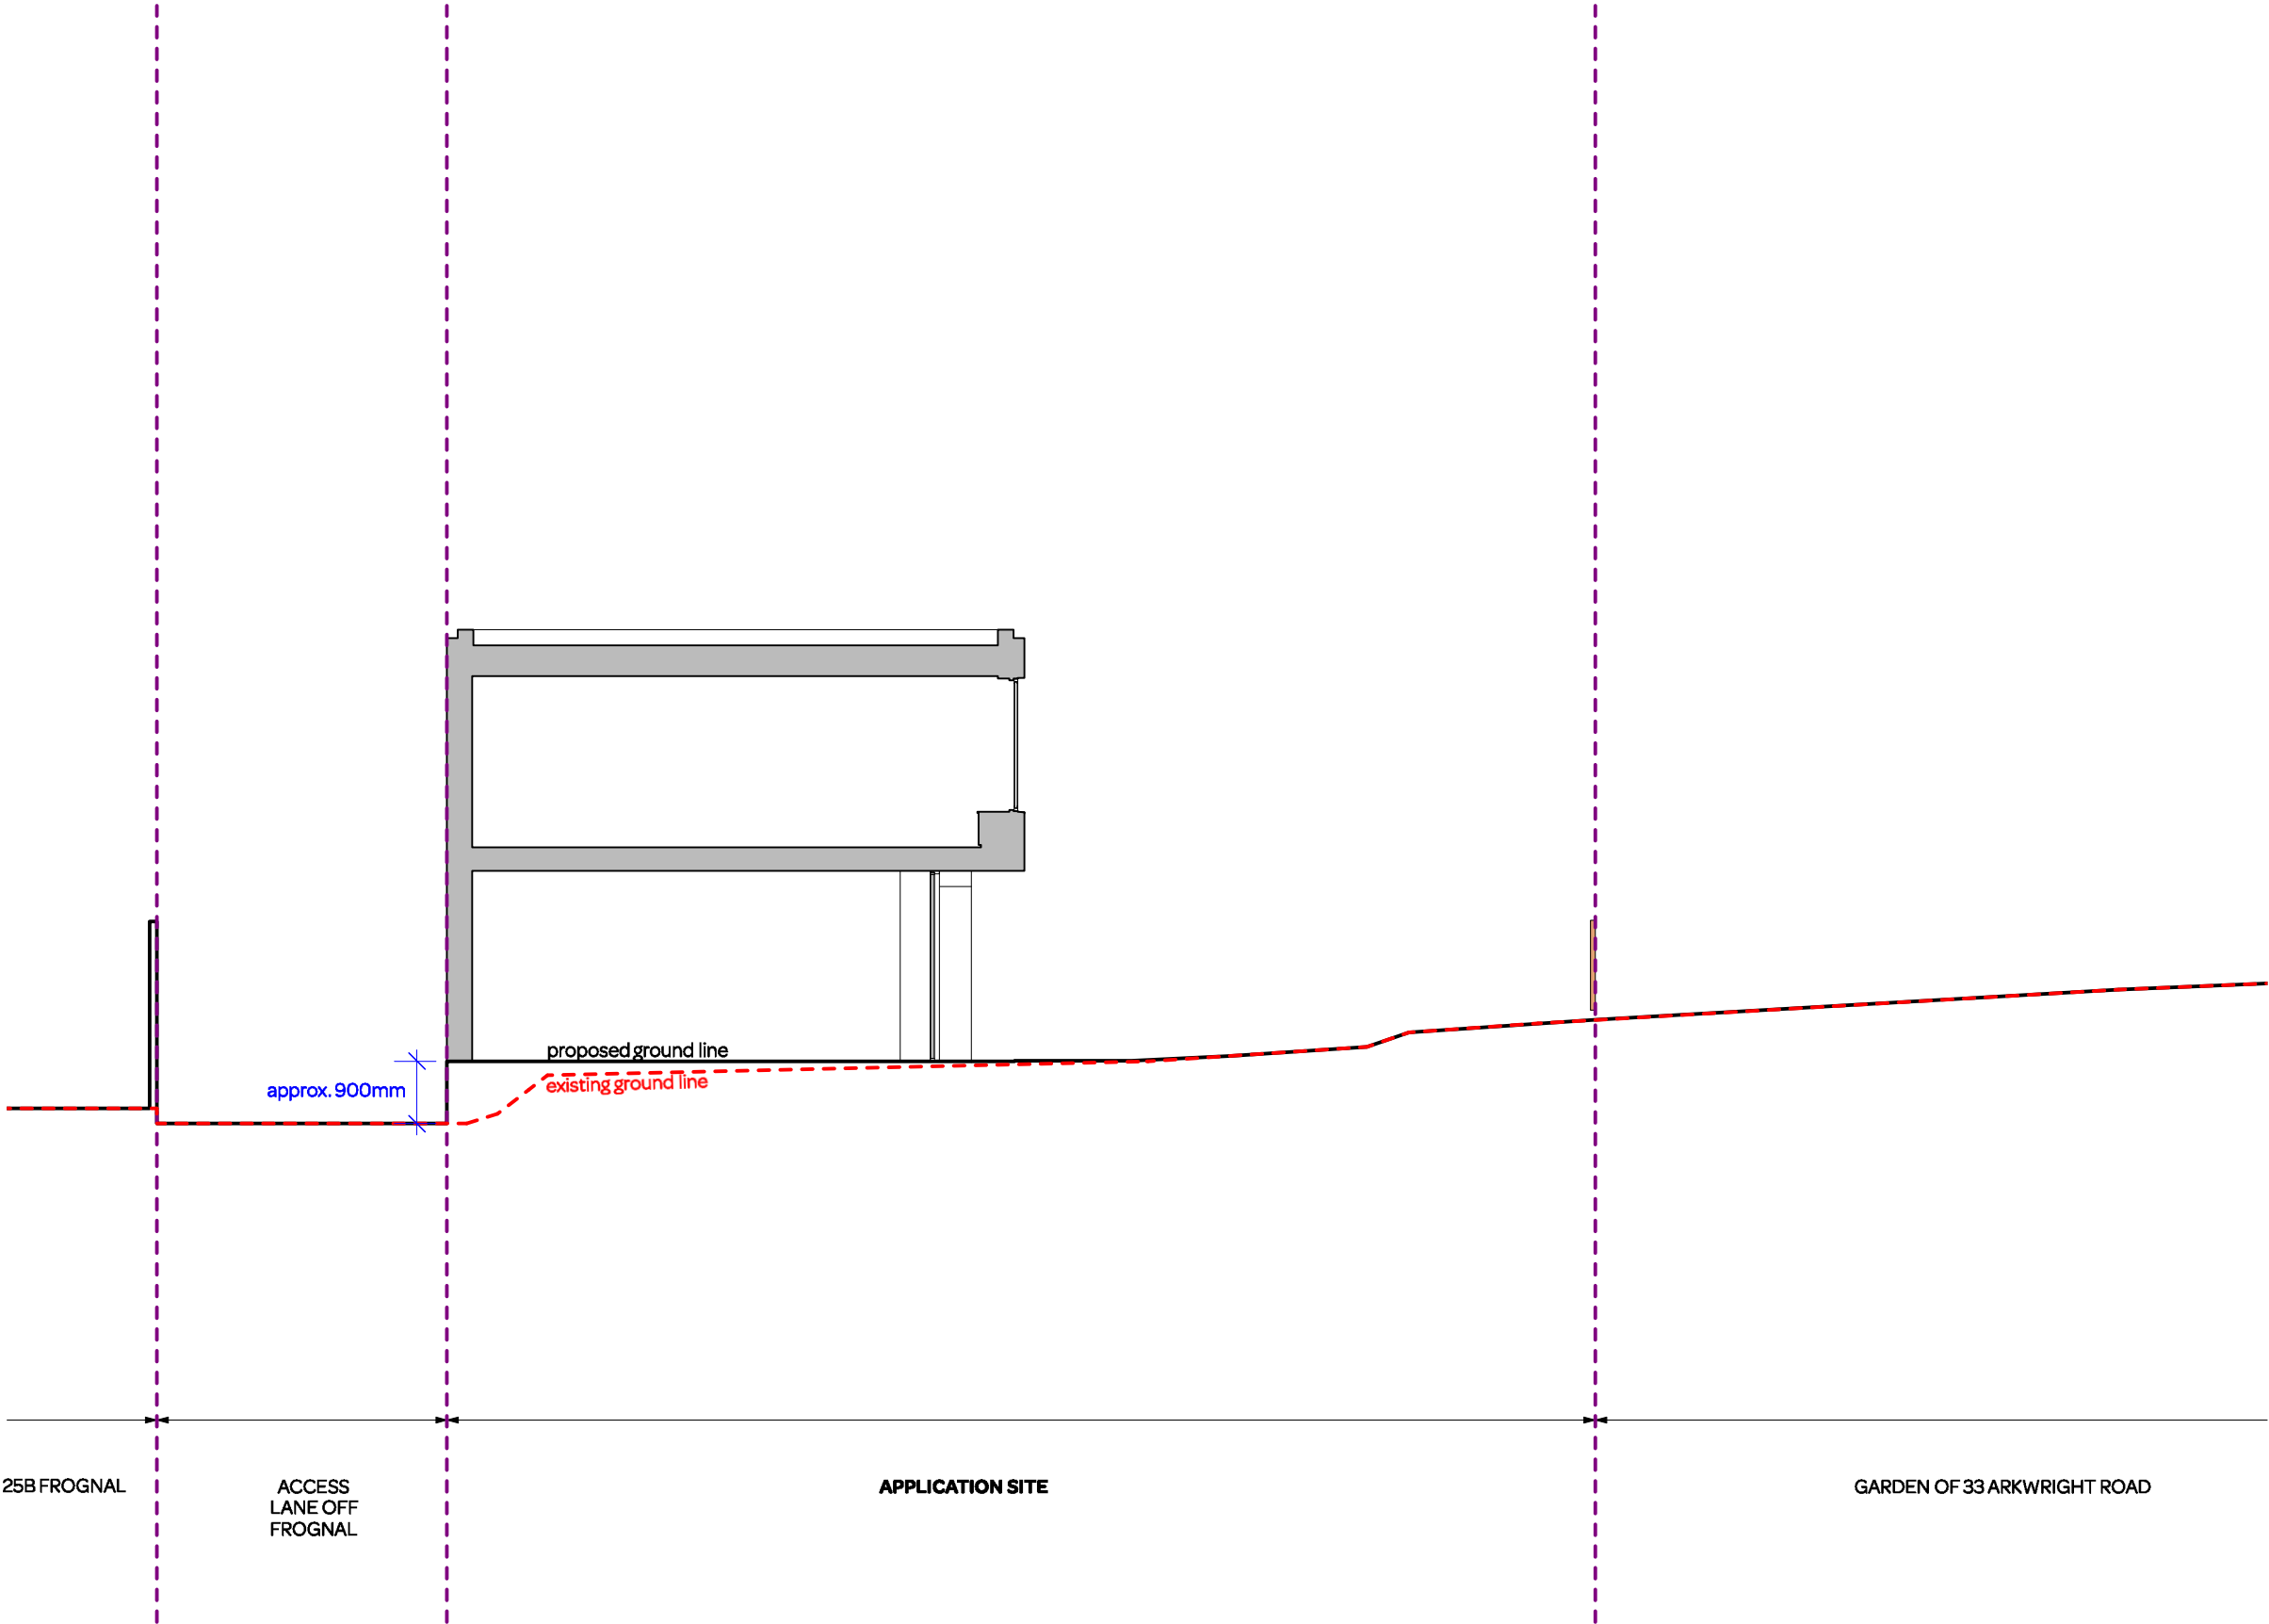 proposed ground line
existing ground line
approx. 900mm
25B FROGNAL
ACCESS
LANE OFF
FROGNAL
APPLICATION SITE
GARDEN OF 33 ARKWRIGHT ROAD